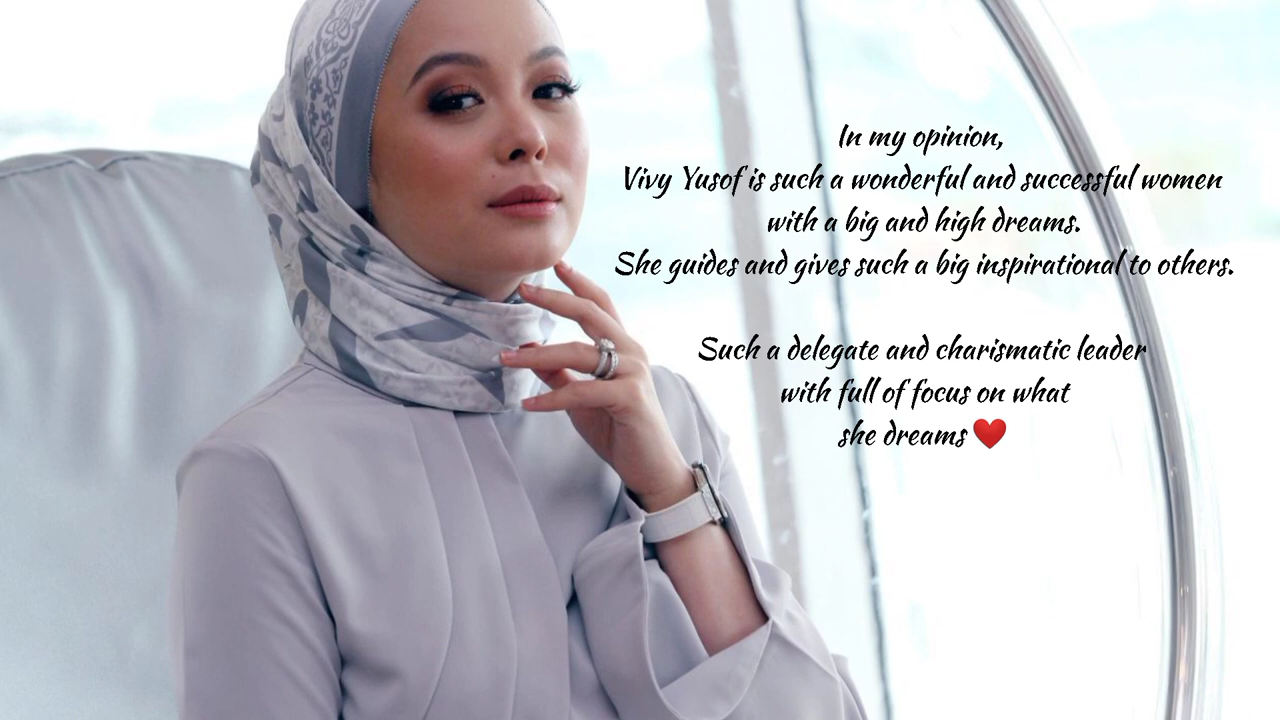 In my opinion,
Vivy Yusof is such a wonderful and successful women
with a big and high dreams.
She guides and gives such a big inspirational to others.
Such a delegate and charismatic leader
with full of focus on what
she dreams ❤️